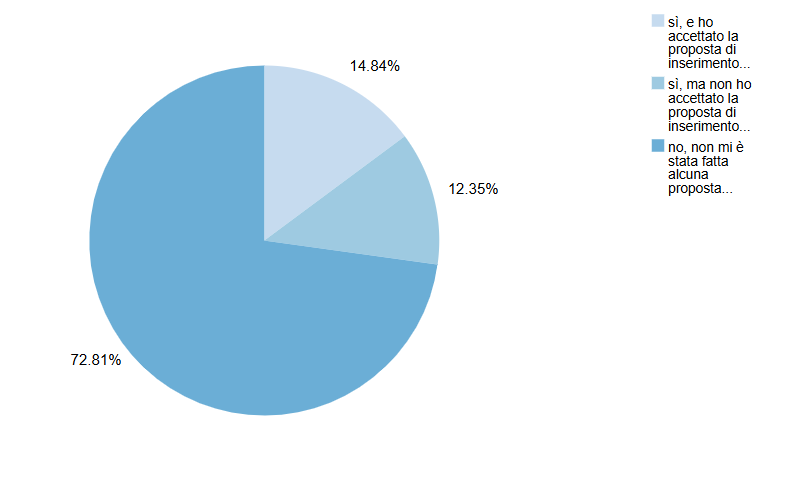 14.84%
12.35%
72.81%
sì, e ho
accettato la
proposta di
inserimento...
sì, ma non ho
accettato la
proposta di
inserimento...
no, non mi è
stata fatta
alcuna
proposta...